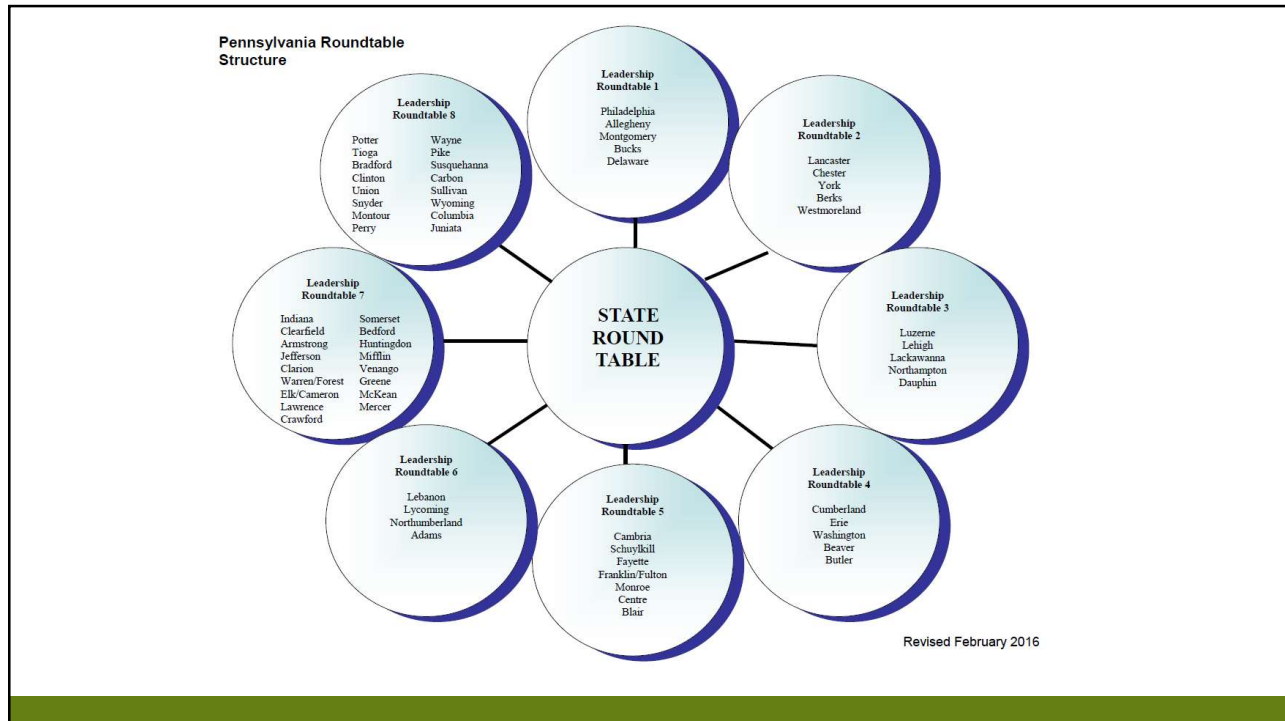 Pennsylvania Roundtable
Structure
Leadership
Roundtable 1
Philadelphia
Allegheny
Montgomery
Bucks
Delaware
Leadership
Roundtable 2
Lancaster
Chester
York
Berks
Westmoreland
Leadership
Roundtable 3
Luzerne
Lehigh
Lackawanna
Northampton
Dauphin
Leadership
Roundtable 4
Cumberland
Erie
Washington
Beaver
Butler
Leadership
Roundtable 5
Cambria
Schuylkill
Fayette
Franklin/Fulton
Monroe
Centre
Blair
Leadership
Roundtable 6
Lebanon
Lycoming
Northumberland
Adams
Leadership
Roundtable 7
Indiana Somerset
Clearfield Bedford
Armstrong Huntingdon
Jefferson Mifflin
Clarion Venango
Warren/Forest Greene
Elk/Cameron McKean
Lawrence Mercer
Crawford
Leadership
Roundtable 8
Potter Wayne
Tioga Pike
Bradford Susquehanna
Clinton Carbon
Union Sullivan
Snyder Wyoming
Montour Columbia
Perry Juniata
STATE
ROUND
TABLE
Revised February 2016